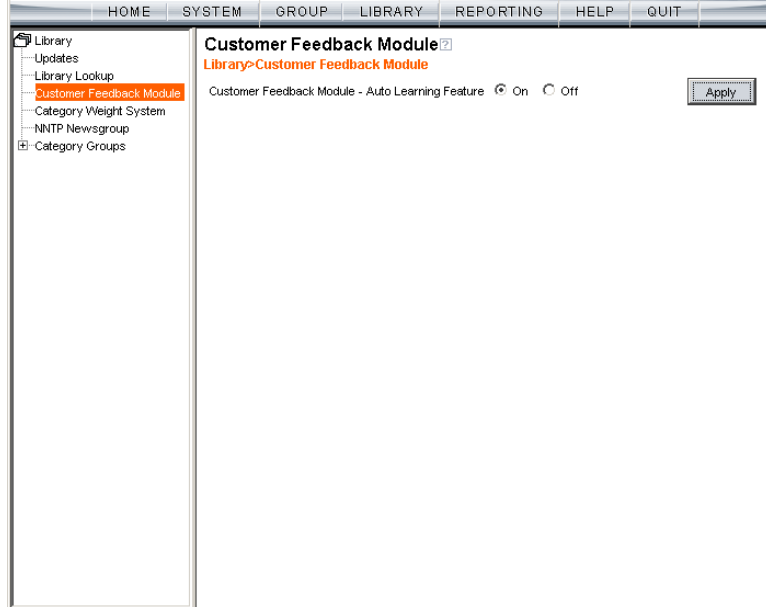 HOME SYSTEM GROUP LIBRARY REPORTING HELP QUIT
Library
Updates
Library Lookup
Customer Feedback Module
Category Weight System
NNTP Newsgroup
Category Groups
Customer Feedback Module ?
Library>Customer Feedback Module
Customer Feedback Module - Auto Learning Feature On Off Apply